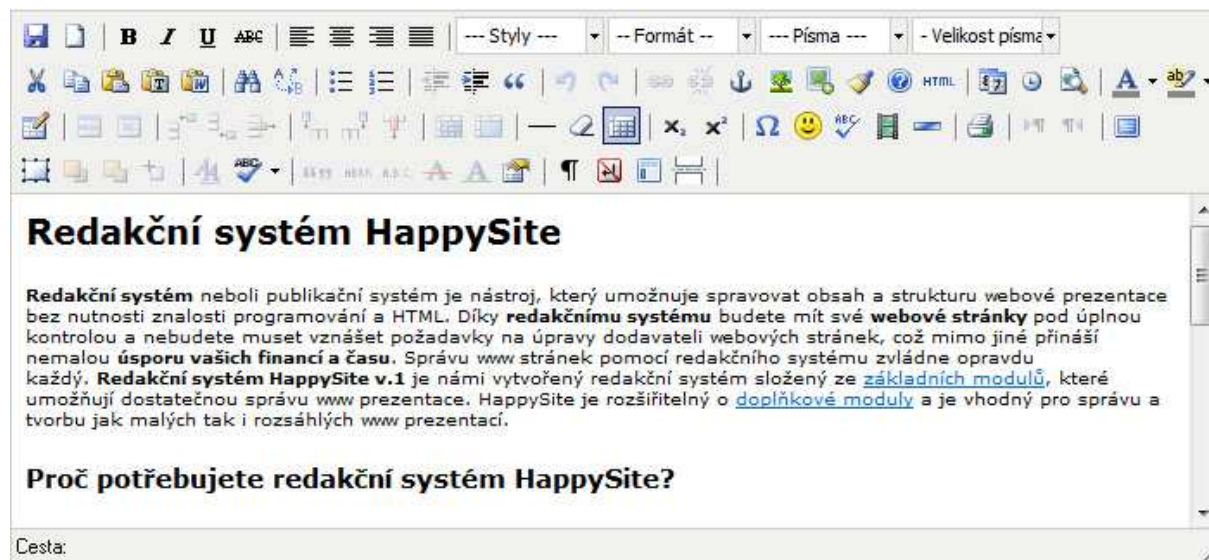 B I U ABC --- Styly --- -- Formát -- --- Písma --- - Velikost písma
HTML A ab
ABC
ABC
Redakční systém HappySite
Redakční systém neboli publikační systém je nástroj, který umožnuje spravovat obsah a strukturu webové prezentace
bez nutnosti znalosti programování a HTML. Díky redakčnímu systému budete mít své webové stránky pod úplnou
kontrolou a nebudete muset vznášet požadavky na úpravy dodavateli webových stránek, což mimo jiné přináší
nemalou úsporu vašich financí a času. Správu www stránek pomocí redakčního systému zvládne opravdu
každý. Redakční systém HappySite v.1 je námi vytvořený redakční systém složený ze základních modulů, které
umožňují dostatečnou správu www prezentace. HappySite je rozšiřitelný o doplňkové moduly a je vhodný pro správu a
tvorbu jak malých tak i rozsáhlých www prezentací.
Proč potřebujete redakční systém HappySite?
Cesta: